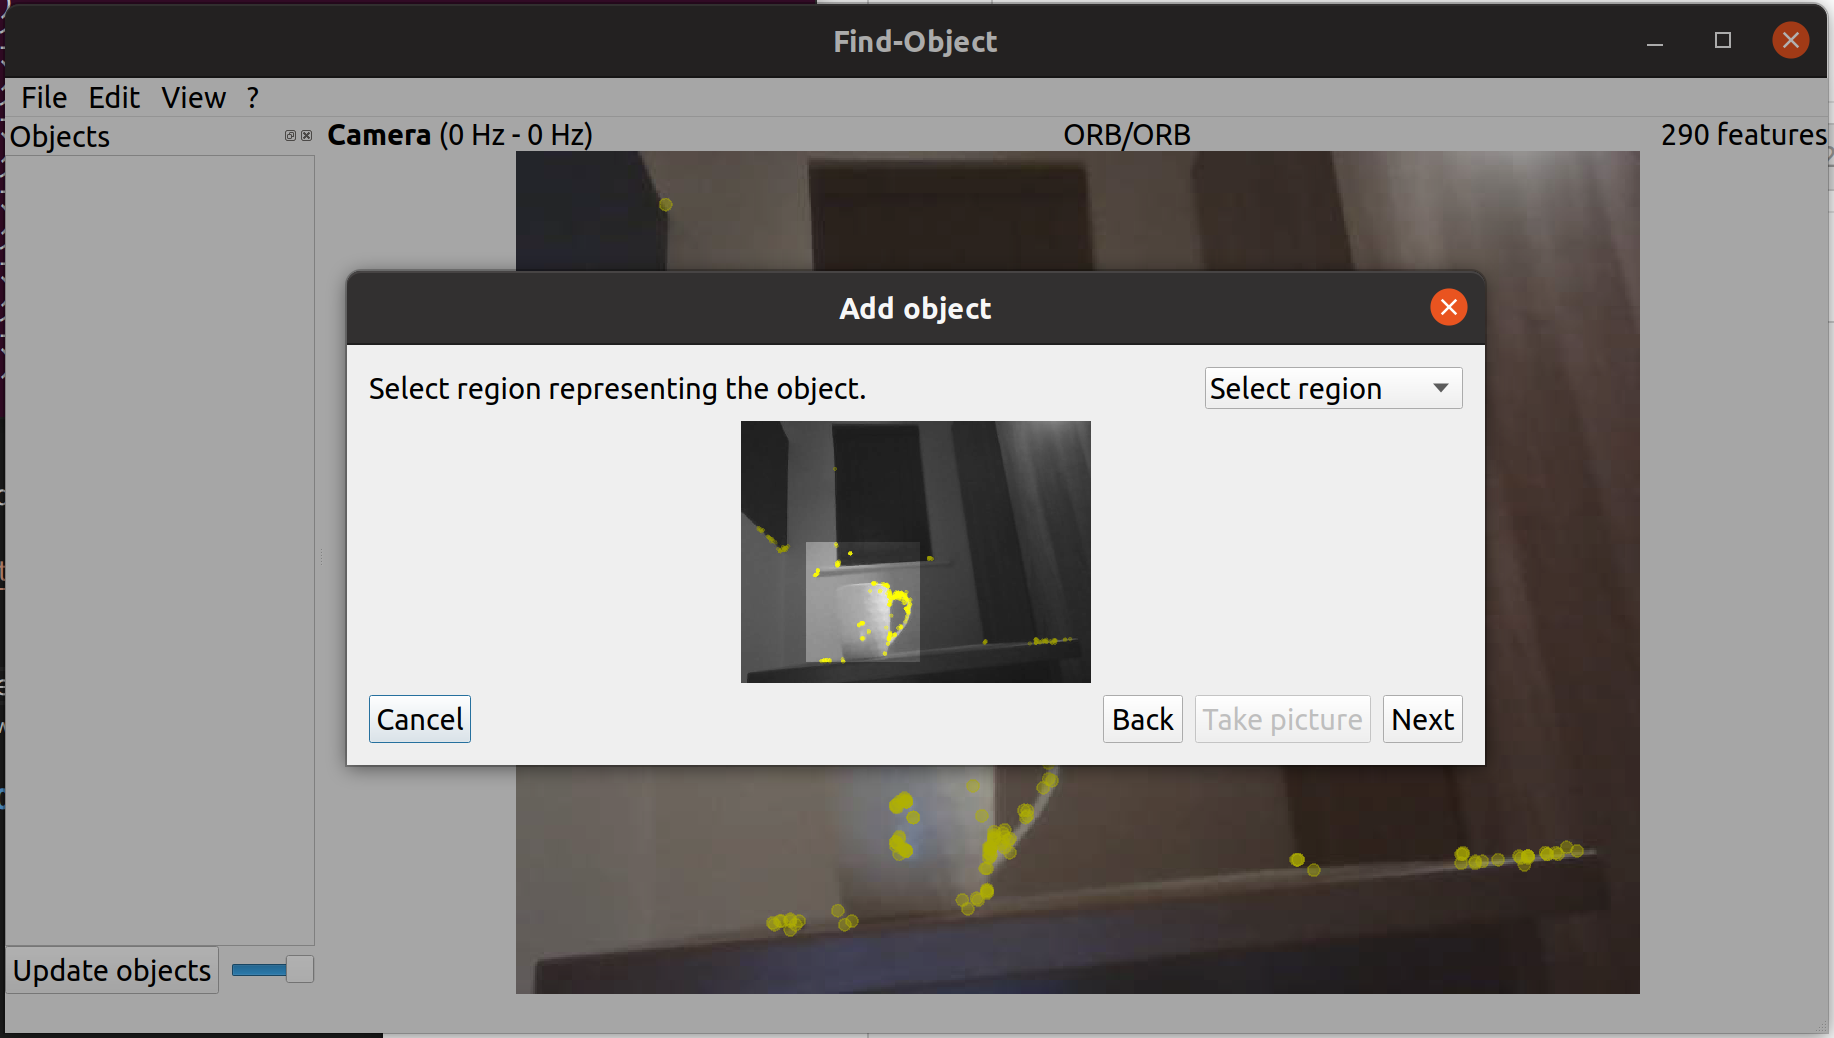 Find-Object
File Edit View ?
Objects
Camera (0 Hz - 0 Hz) ORB/ORB 290 features
Add object
Select region representing the object. Select region
Cancel Back Take picture Next
Update objects